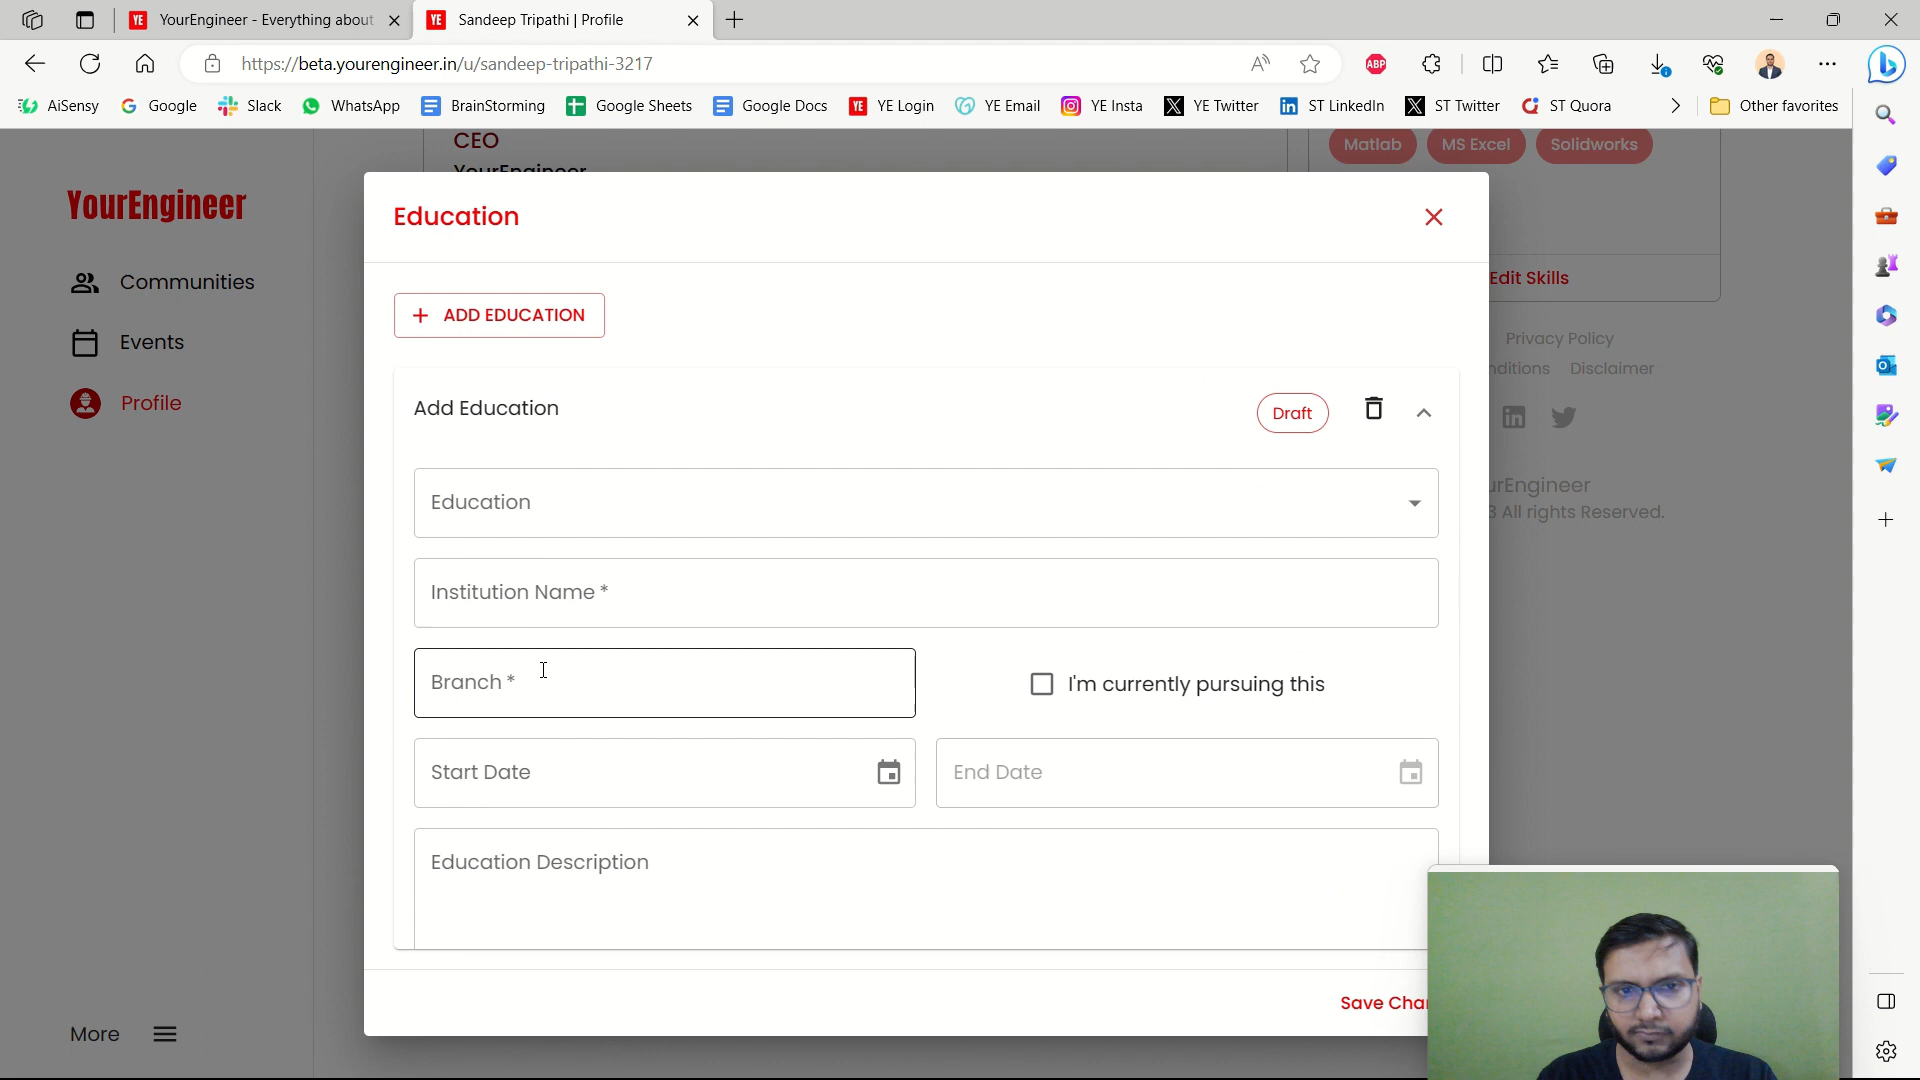 YourEngineer - Everything about
Sandeep Tripathi | Profile
https://beta.yourengineer.in/u/sandeep-tripathi-3217
ABP
AiSensy
Google
Slack
WhatsApp
BrainStorming
Google Sheets
Google Docs
YE Login
YE Email
YE Insta
YE Twitter
ST LinkedIn
ST Twitter
ST Quora
Other favorites
YourEngineer
Communities
Events
Profile
More
CEO
YourEngineer
Matlab
MS Excel
Solidworks
Edit Skills
Privacy Policy
nditions
Disclaimer
urEngineer
3 All rights Reserved.
Education
+ ADD EDUCATION
Add Education
Draft
Education
Institution Name *
Branch *
I'm currently pursuing this
Start Date
End Date
Education Description
Save Char